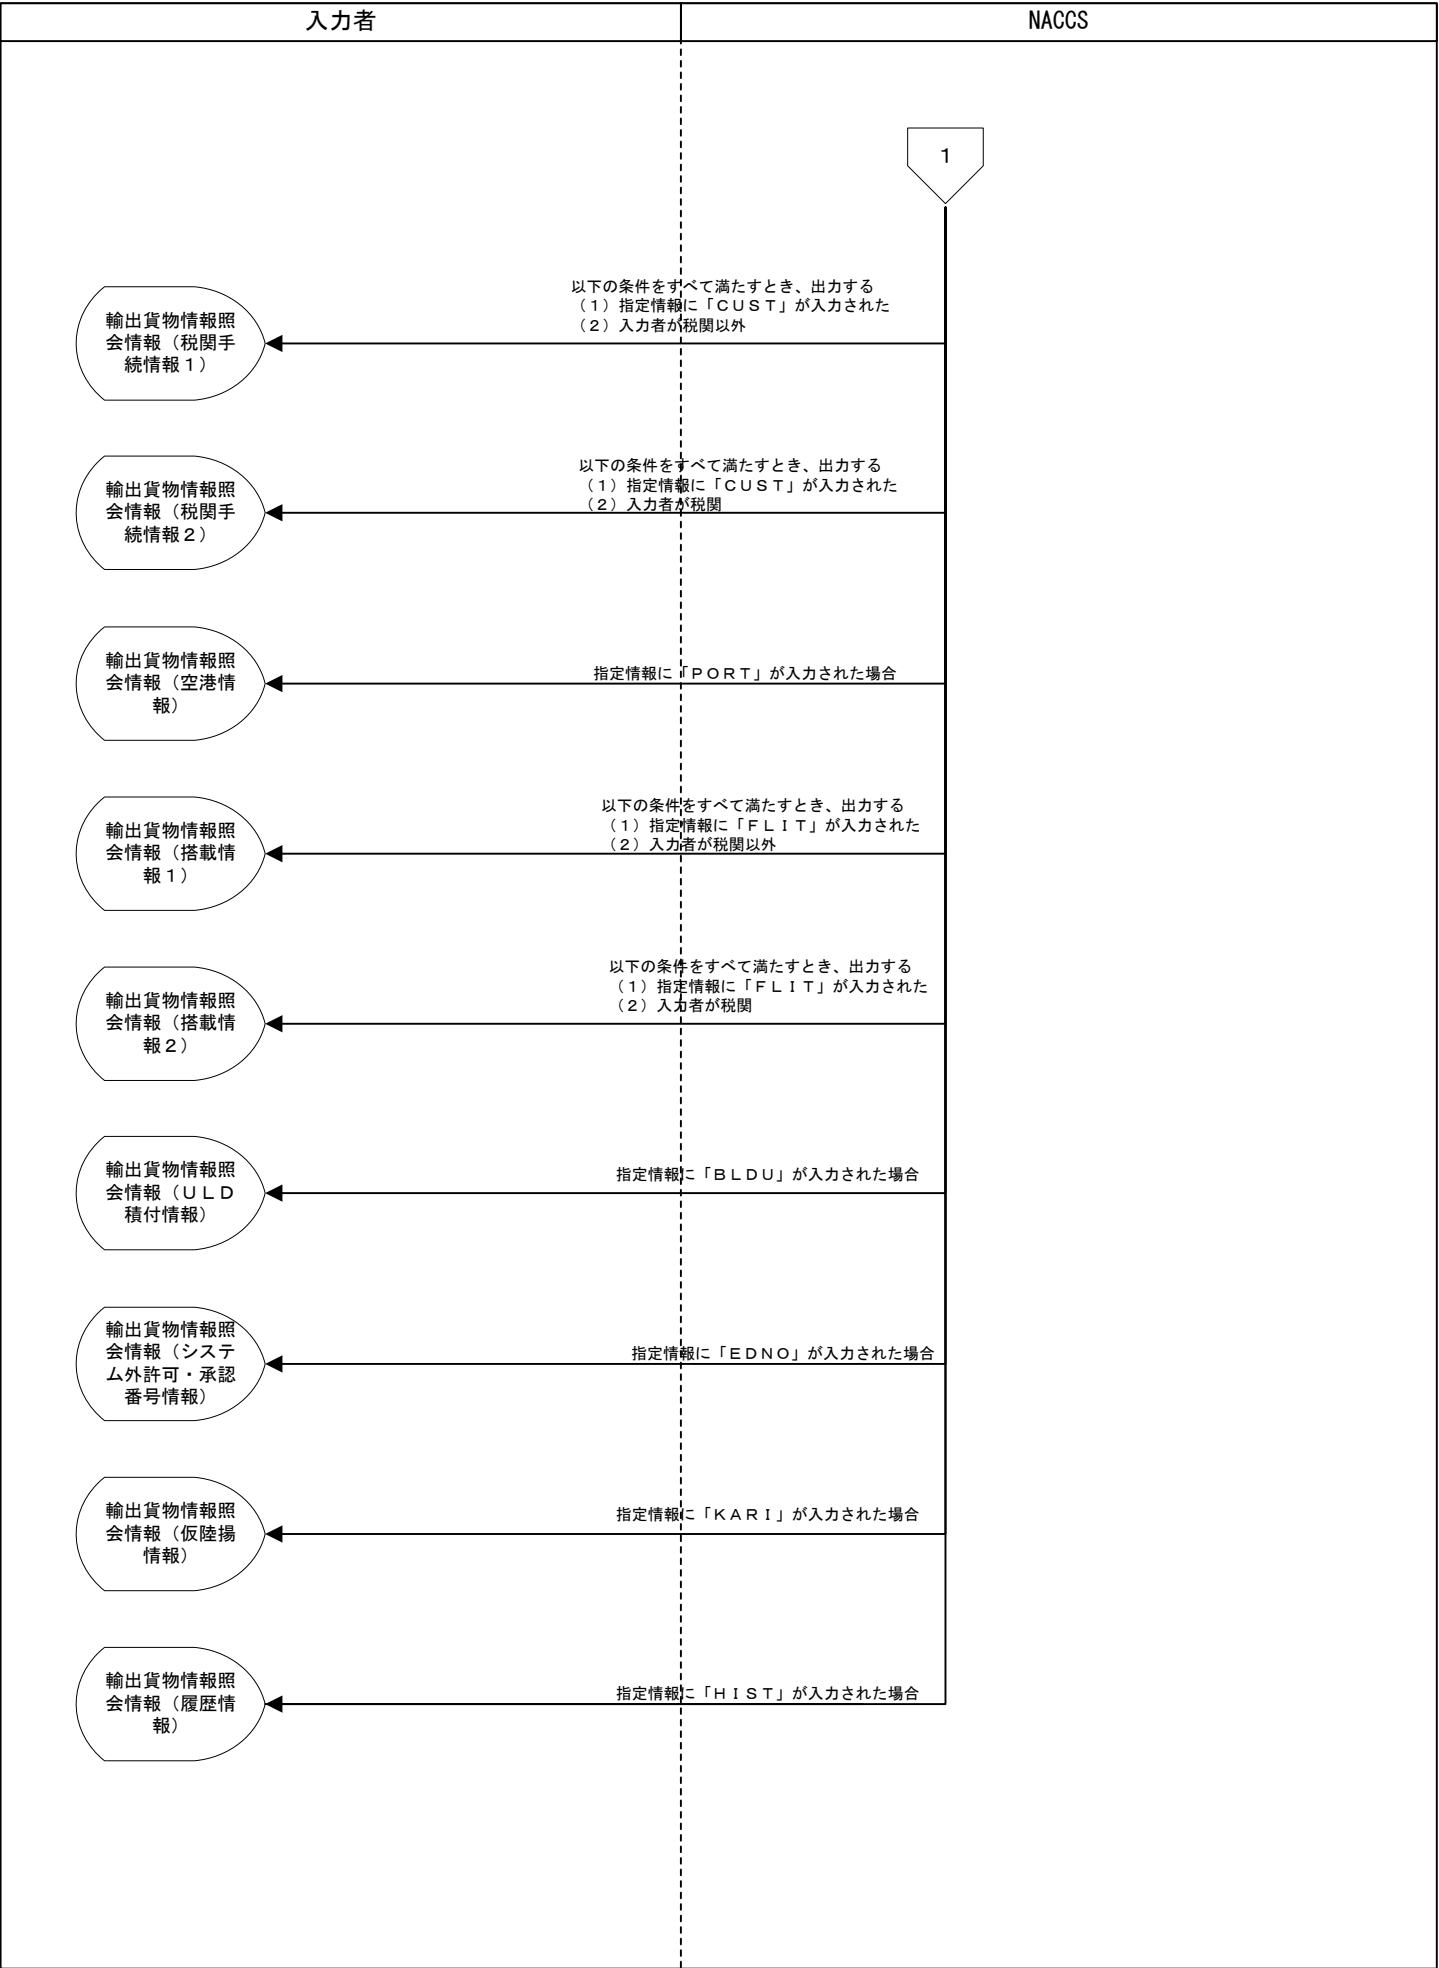 入力者
NACCS
1
以下の条件をすべて満たすとき、出力する
（１）指定情報に「ＣＵＳＴ」が入力された
（２）入力者が税関以外
輸出貨物情報照
会情報（税関手
続情報１）
以下の条件をすべて満たすとき、出力する
（１）指定情報に「ＣＵＳＴ」が入力された
（２）入力者が税関
輸出貨物情報照
会情報（税関手
続情報２）
指定情報に「ＰＯＲＴ」が入力された場合
輸出貨物情報照
会情報（空港情
報）
以下の条件をすべて満たすとき、出力する
（１）指定情報に「ＦＬＩＴ」が入力された
（２）入力者が税関以外
輸出貨物情報照
会情報（搭載情
報１）
以下の条件をすべて満たすとき、出力する
（１）指定情報に「ＦＬＩＴ」が入力された
（２）入力者が税関
輸出貨物情報照
会情報（搭載情
報２）
指定情報に「ＢＬＤＵ」が入力された場合
輸出貨物情報照
会情報（ＵＬＤ
積付情報）
指定情報に「ＥＤＮＯ」が入力された場合
輸出貨物情報照
会情報（システ
ム外許可・承認
番号情報）
指定情報に「ＫＡＲＩ」が入力された場合
輸出貨物情報照
会情報（仮陸揚
情報）
指定情報に「ＨＩＳＴ」が入力された場合
輸出貨物情報照
会情報（履歴情
報）